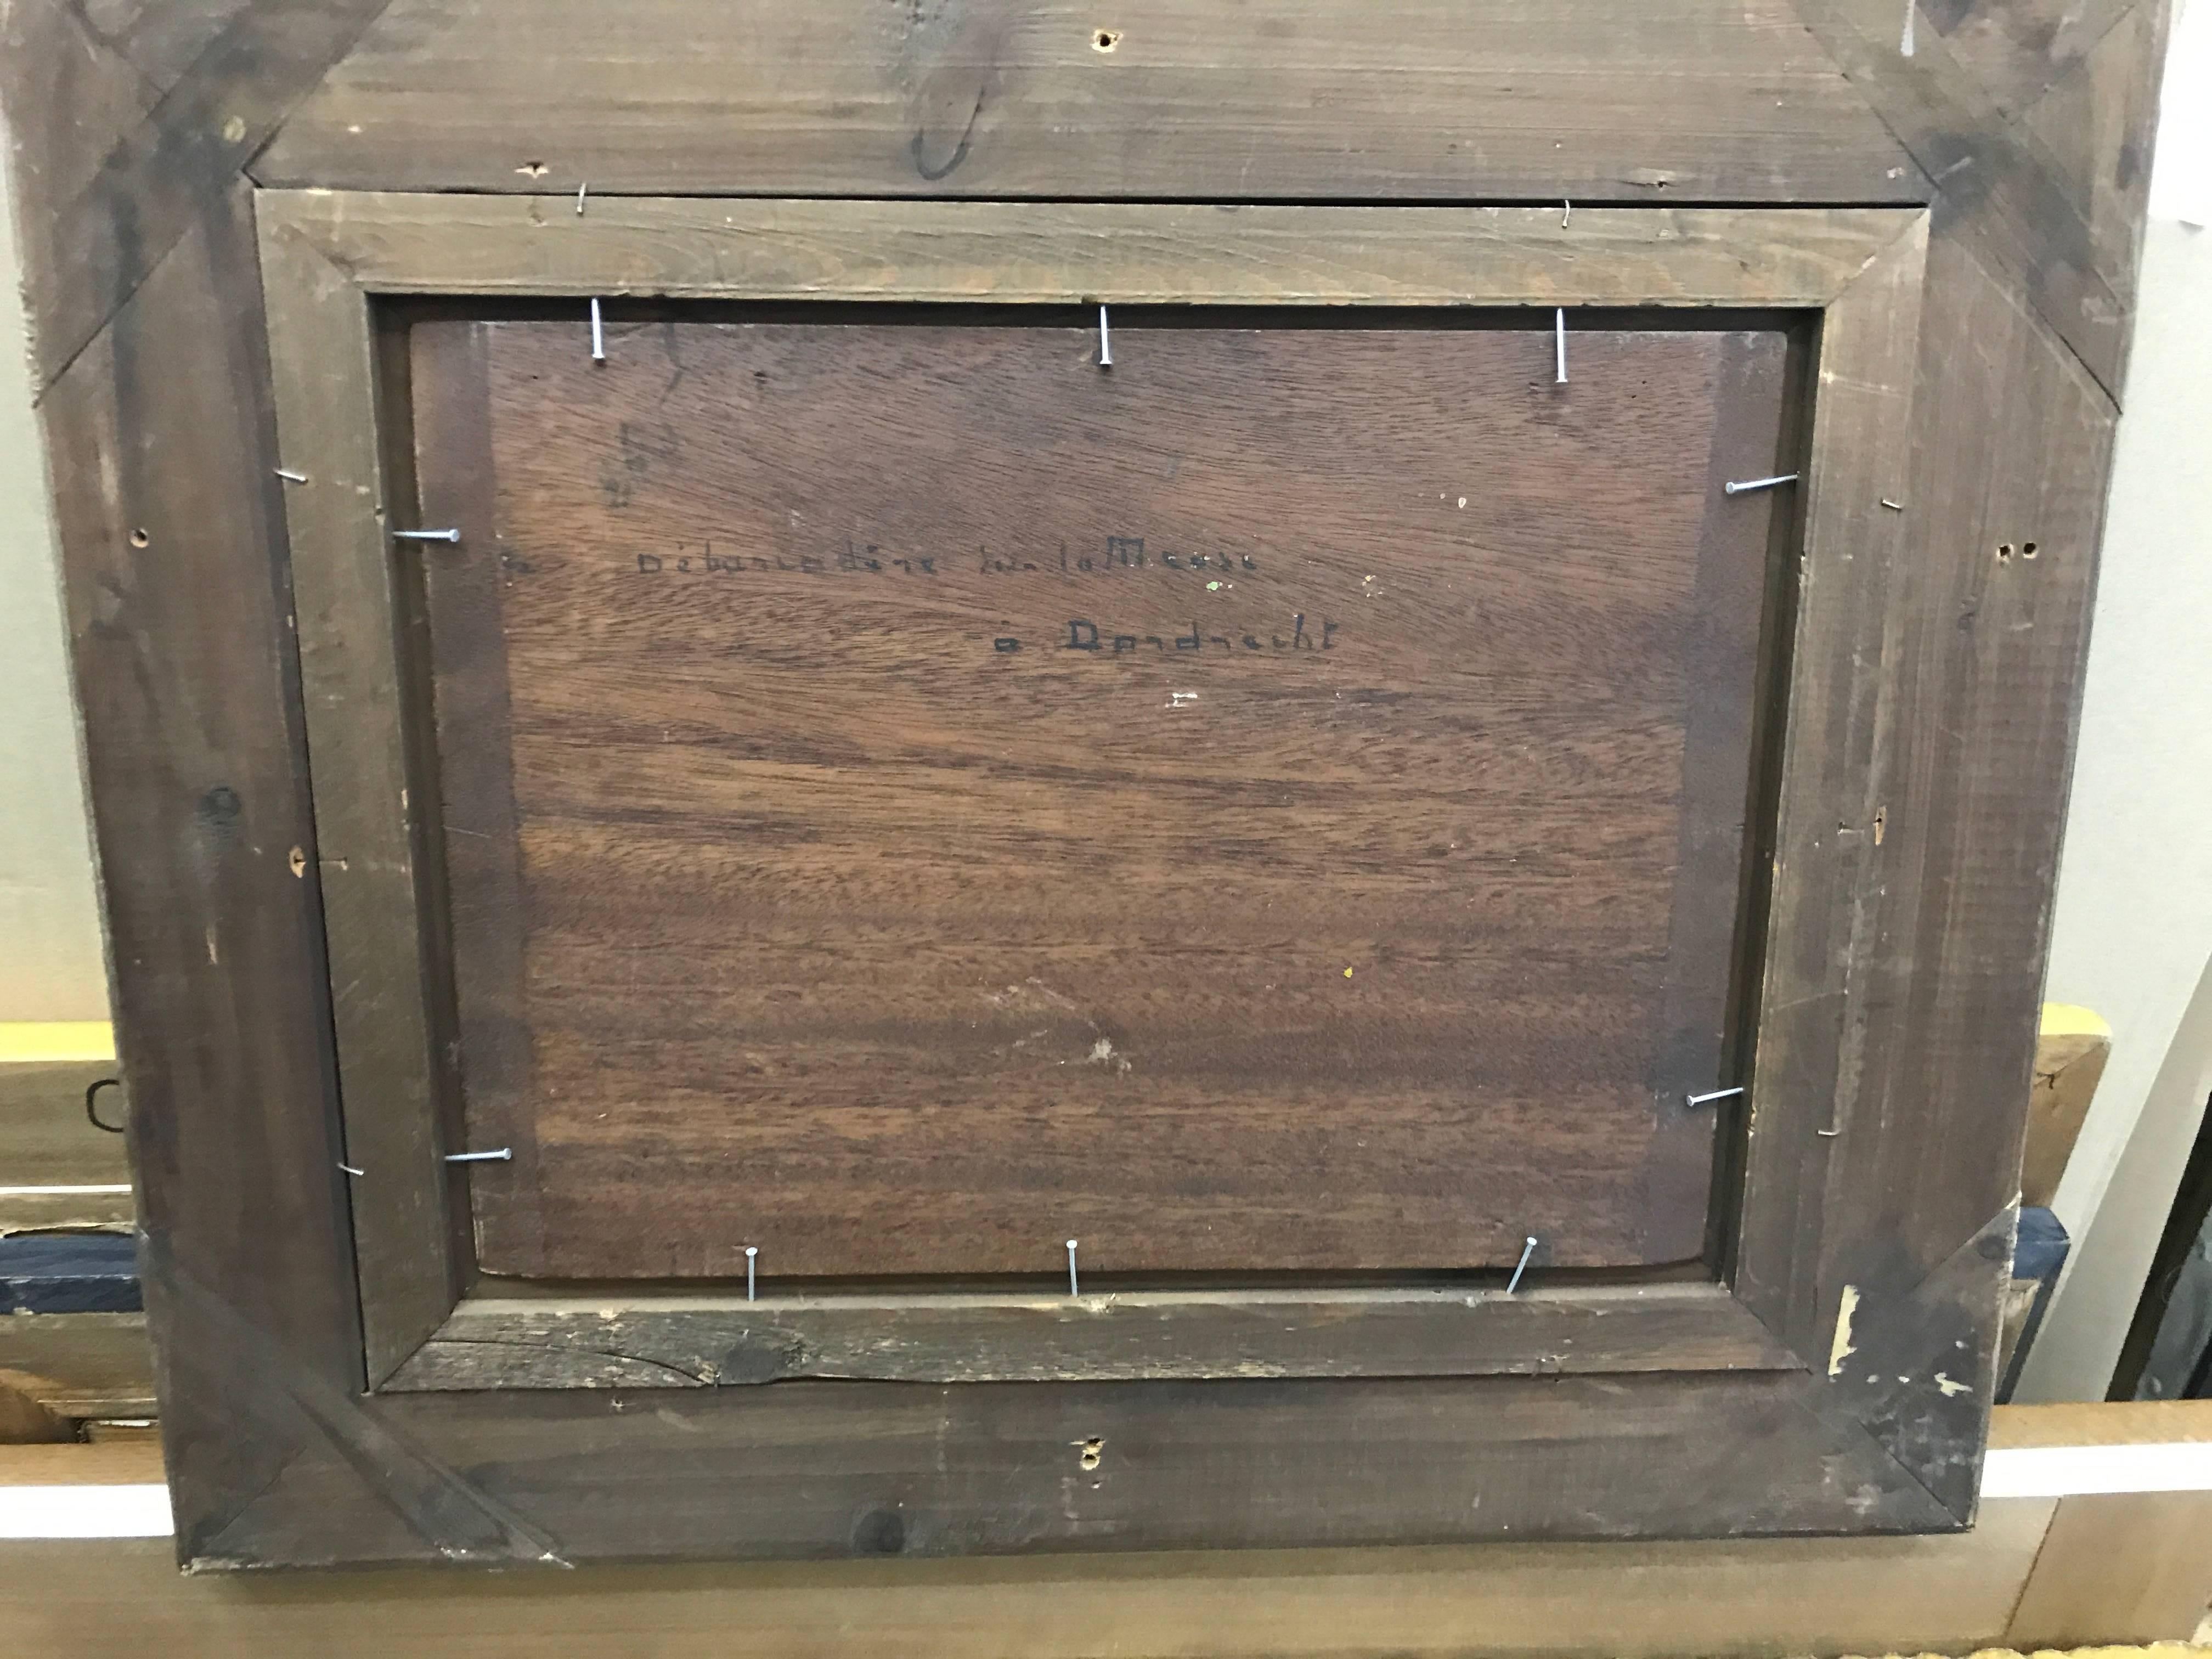 Débarcadère sur la Meuse
à Dordrecht